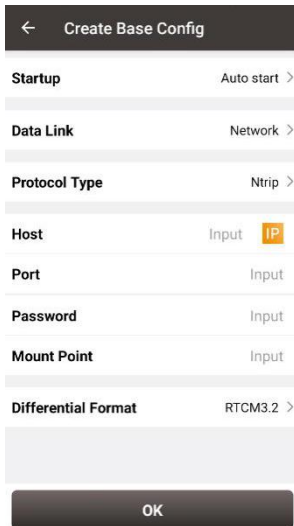 Create Base Config
Startup Auto start
Data Link Network
Protocol Type Ntrip
Host Input IP
Port Input
Password Input
Mount Point Input
Differential Format RTCM3.2
OK